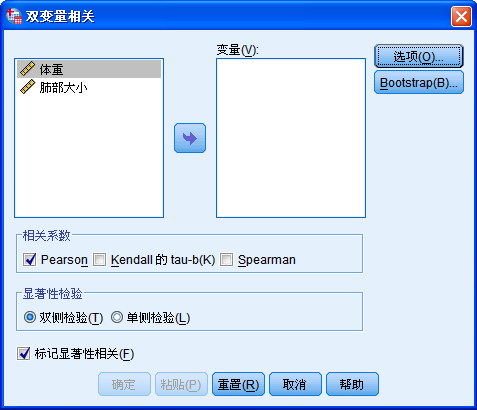 双变量相关
变量(V):
体重
肺部大小
选项(O)...
Bootstrap(B)...
相关系数
Pearson Kendall 的 tau-b(K) Spearman
显著性检验
双侧检验(T) 单侧检验(L)
标记显著性相关(F)
确定 粘贴(P) 重置(R) 取消 帮助